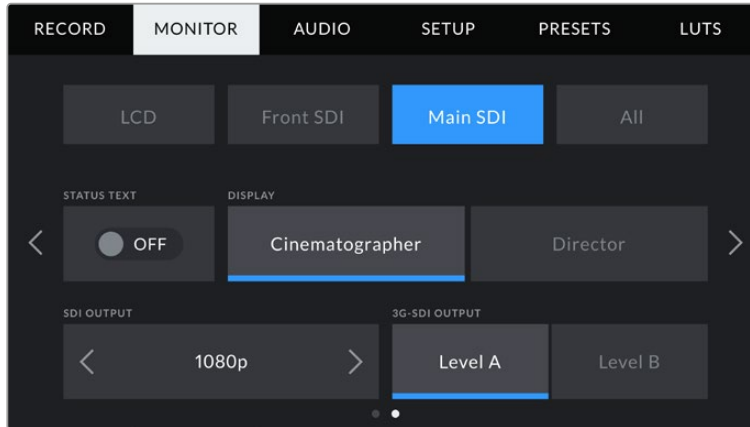 RECORD MONITOR AUDIO SETUP PRESETS LUTS
LCD Front SDI Main SDI All
STATUS TEXT DISPLAY
OFF Cinematographer Director
SDI OUTPUT 3G-SDI OUTPUT
1080p Level A Level B